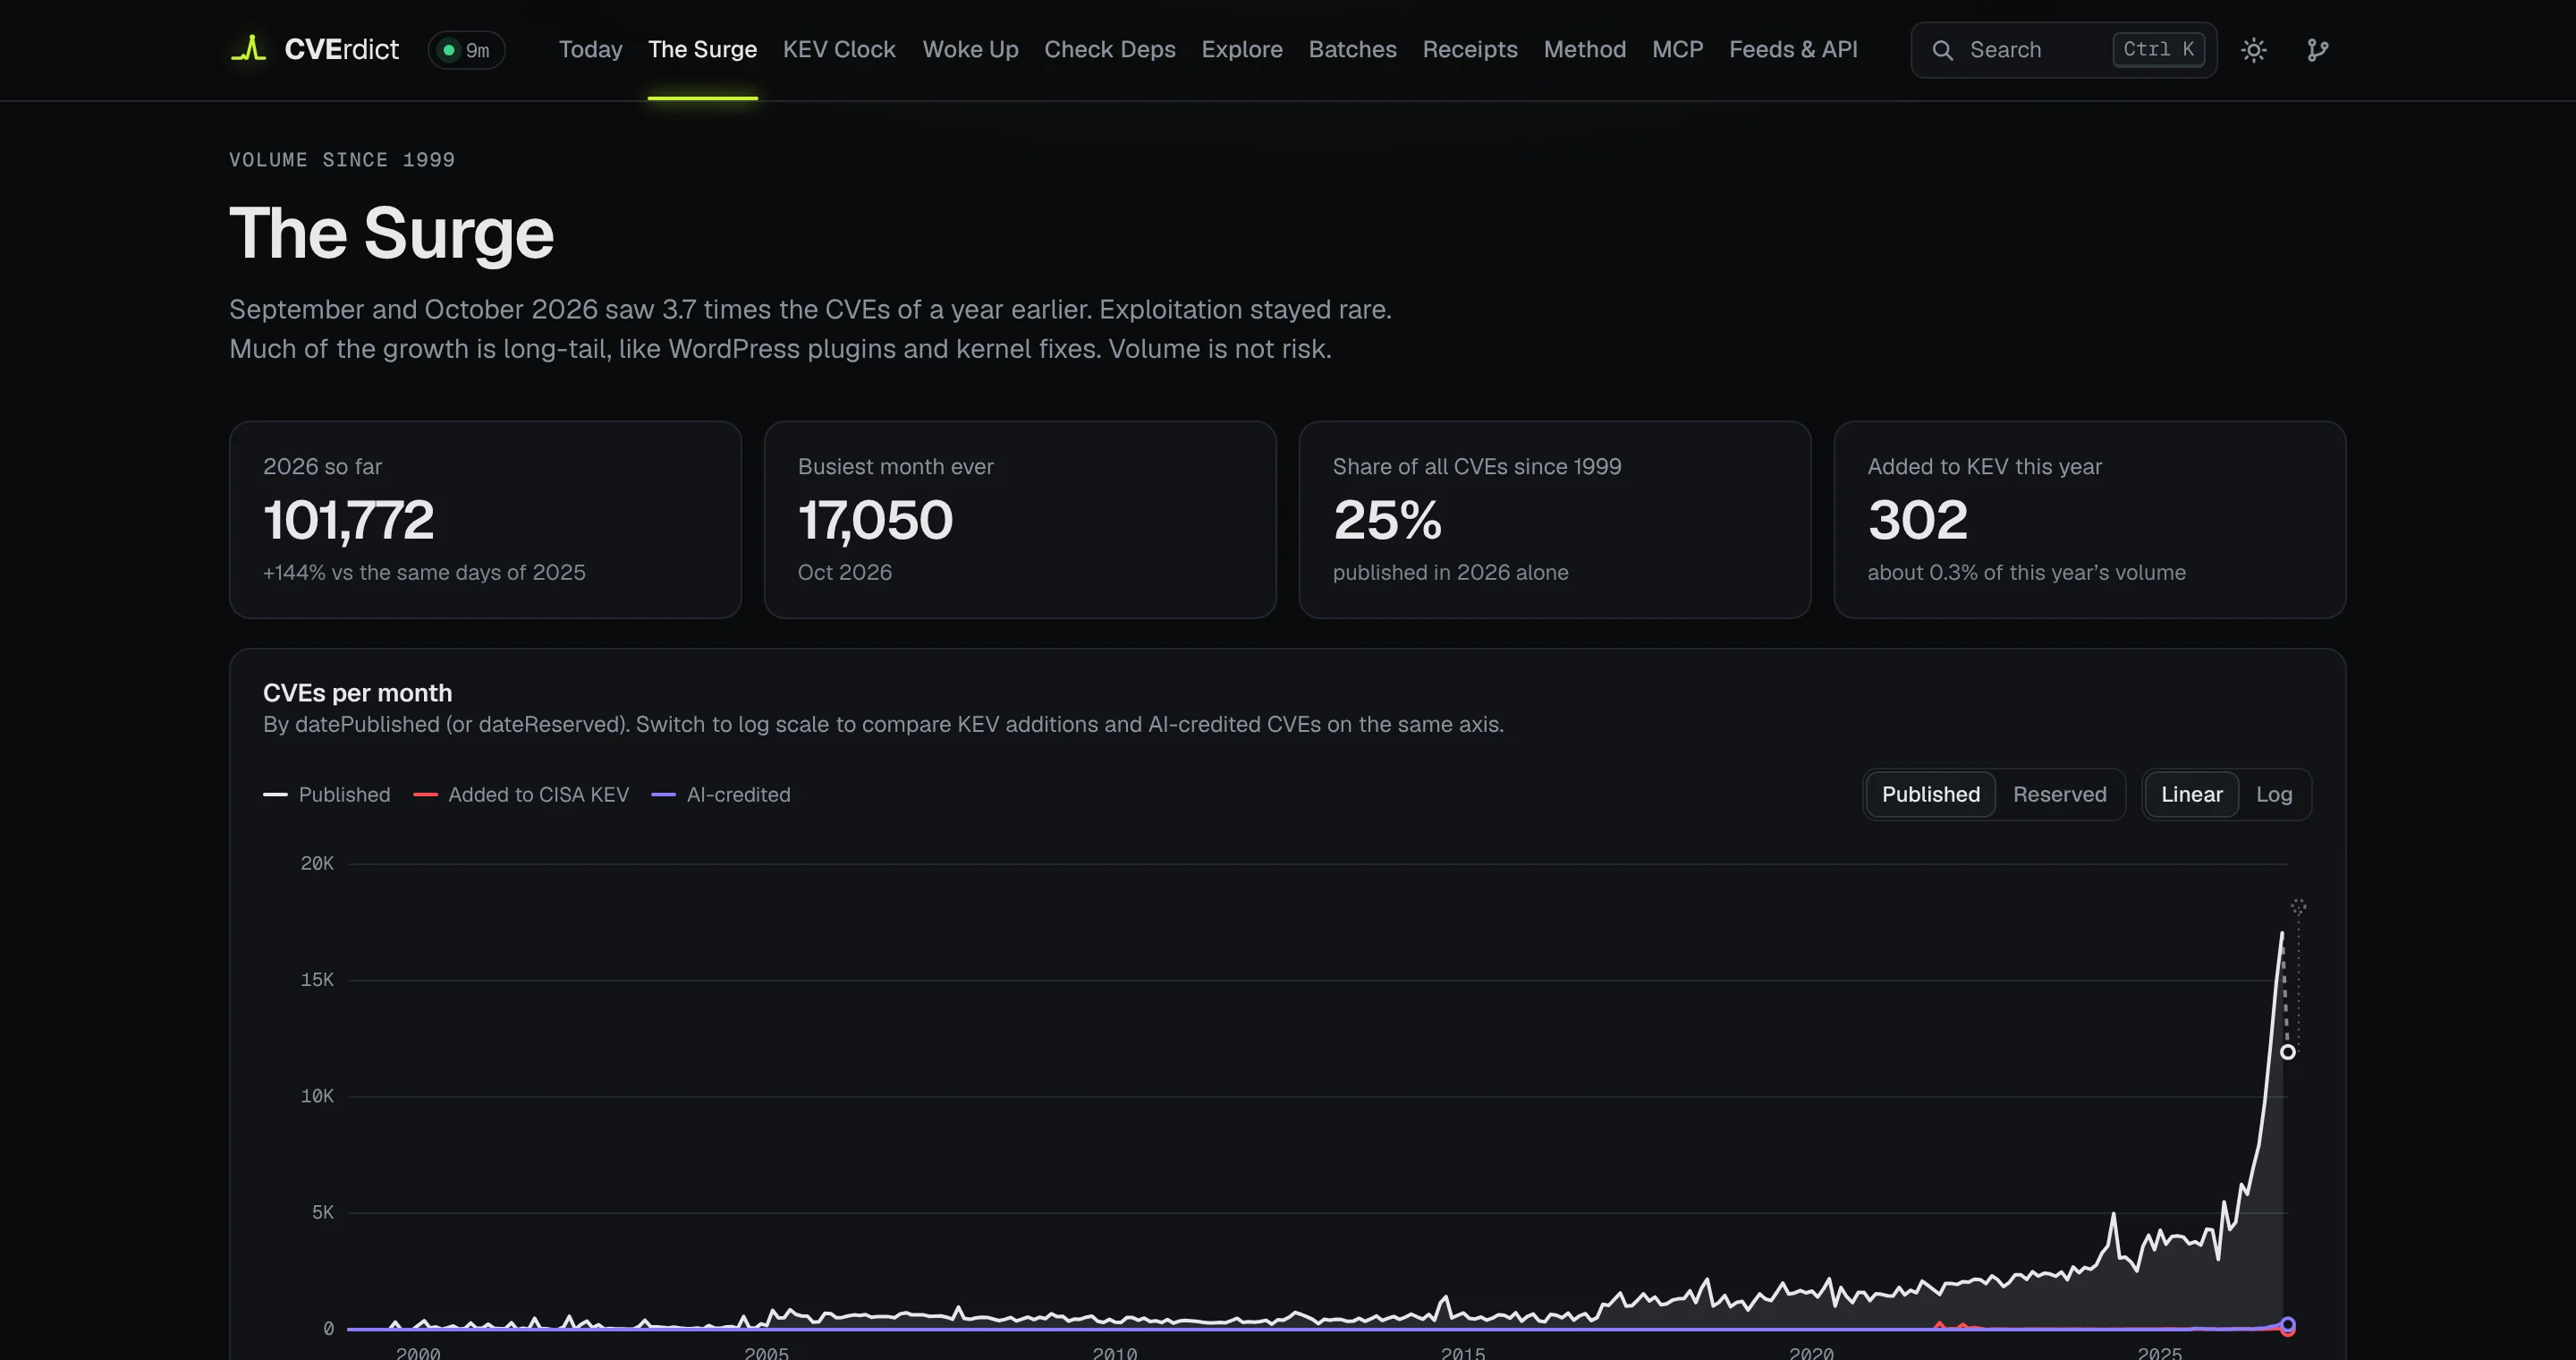 CVErdict 9m Today The Surge KEV Clock Woke Up Check Deps Explore Batches Receipts Method MCP Feeds & API Search Ctrl K
VOLUME SINCE 1999
The Surge
September and October 2026 saw 3.7 times the CVEs of a year earlier. Exploitation stayed rare.
Much of the growth is long-tail, like WordPress plugins and kernel fixes. Volume is not risk.
2026 so far
101,772
+144% vs the same days of 2025
Busiest month ever
17,050
Oct 2026
Share of all CVEs since 1999
25%
published in 2026 alone
Added to KEV this year
302
about 0.3% of this year’s volume
CVEs per month
By datePublished (or dateReserved). Switch to log scale to compare KEV additions and AI-credited CVEs on the same axis.
Published Added to CISA KEV AI-credited Published Reserved Linear Log
20K
15K
10K
5K
0
2000 2005 2010 2015 2020 2025